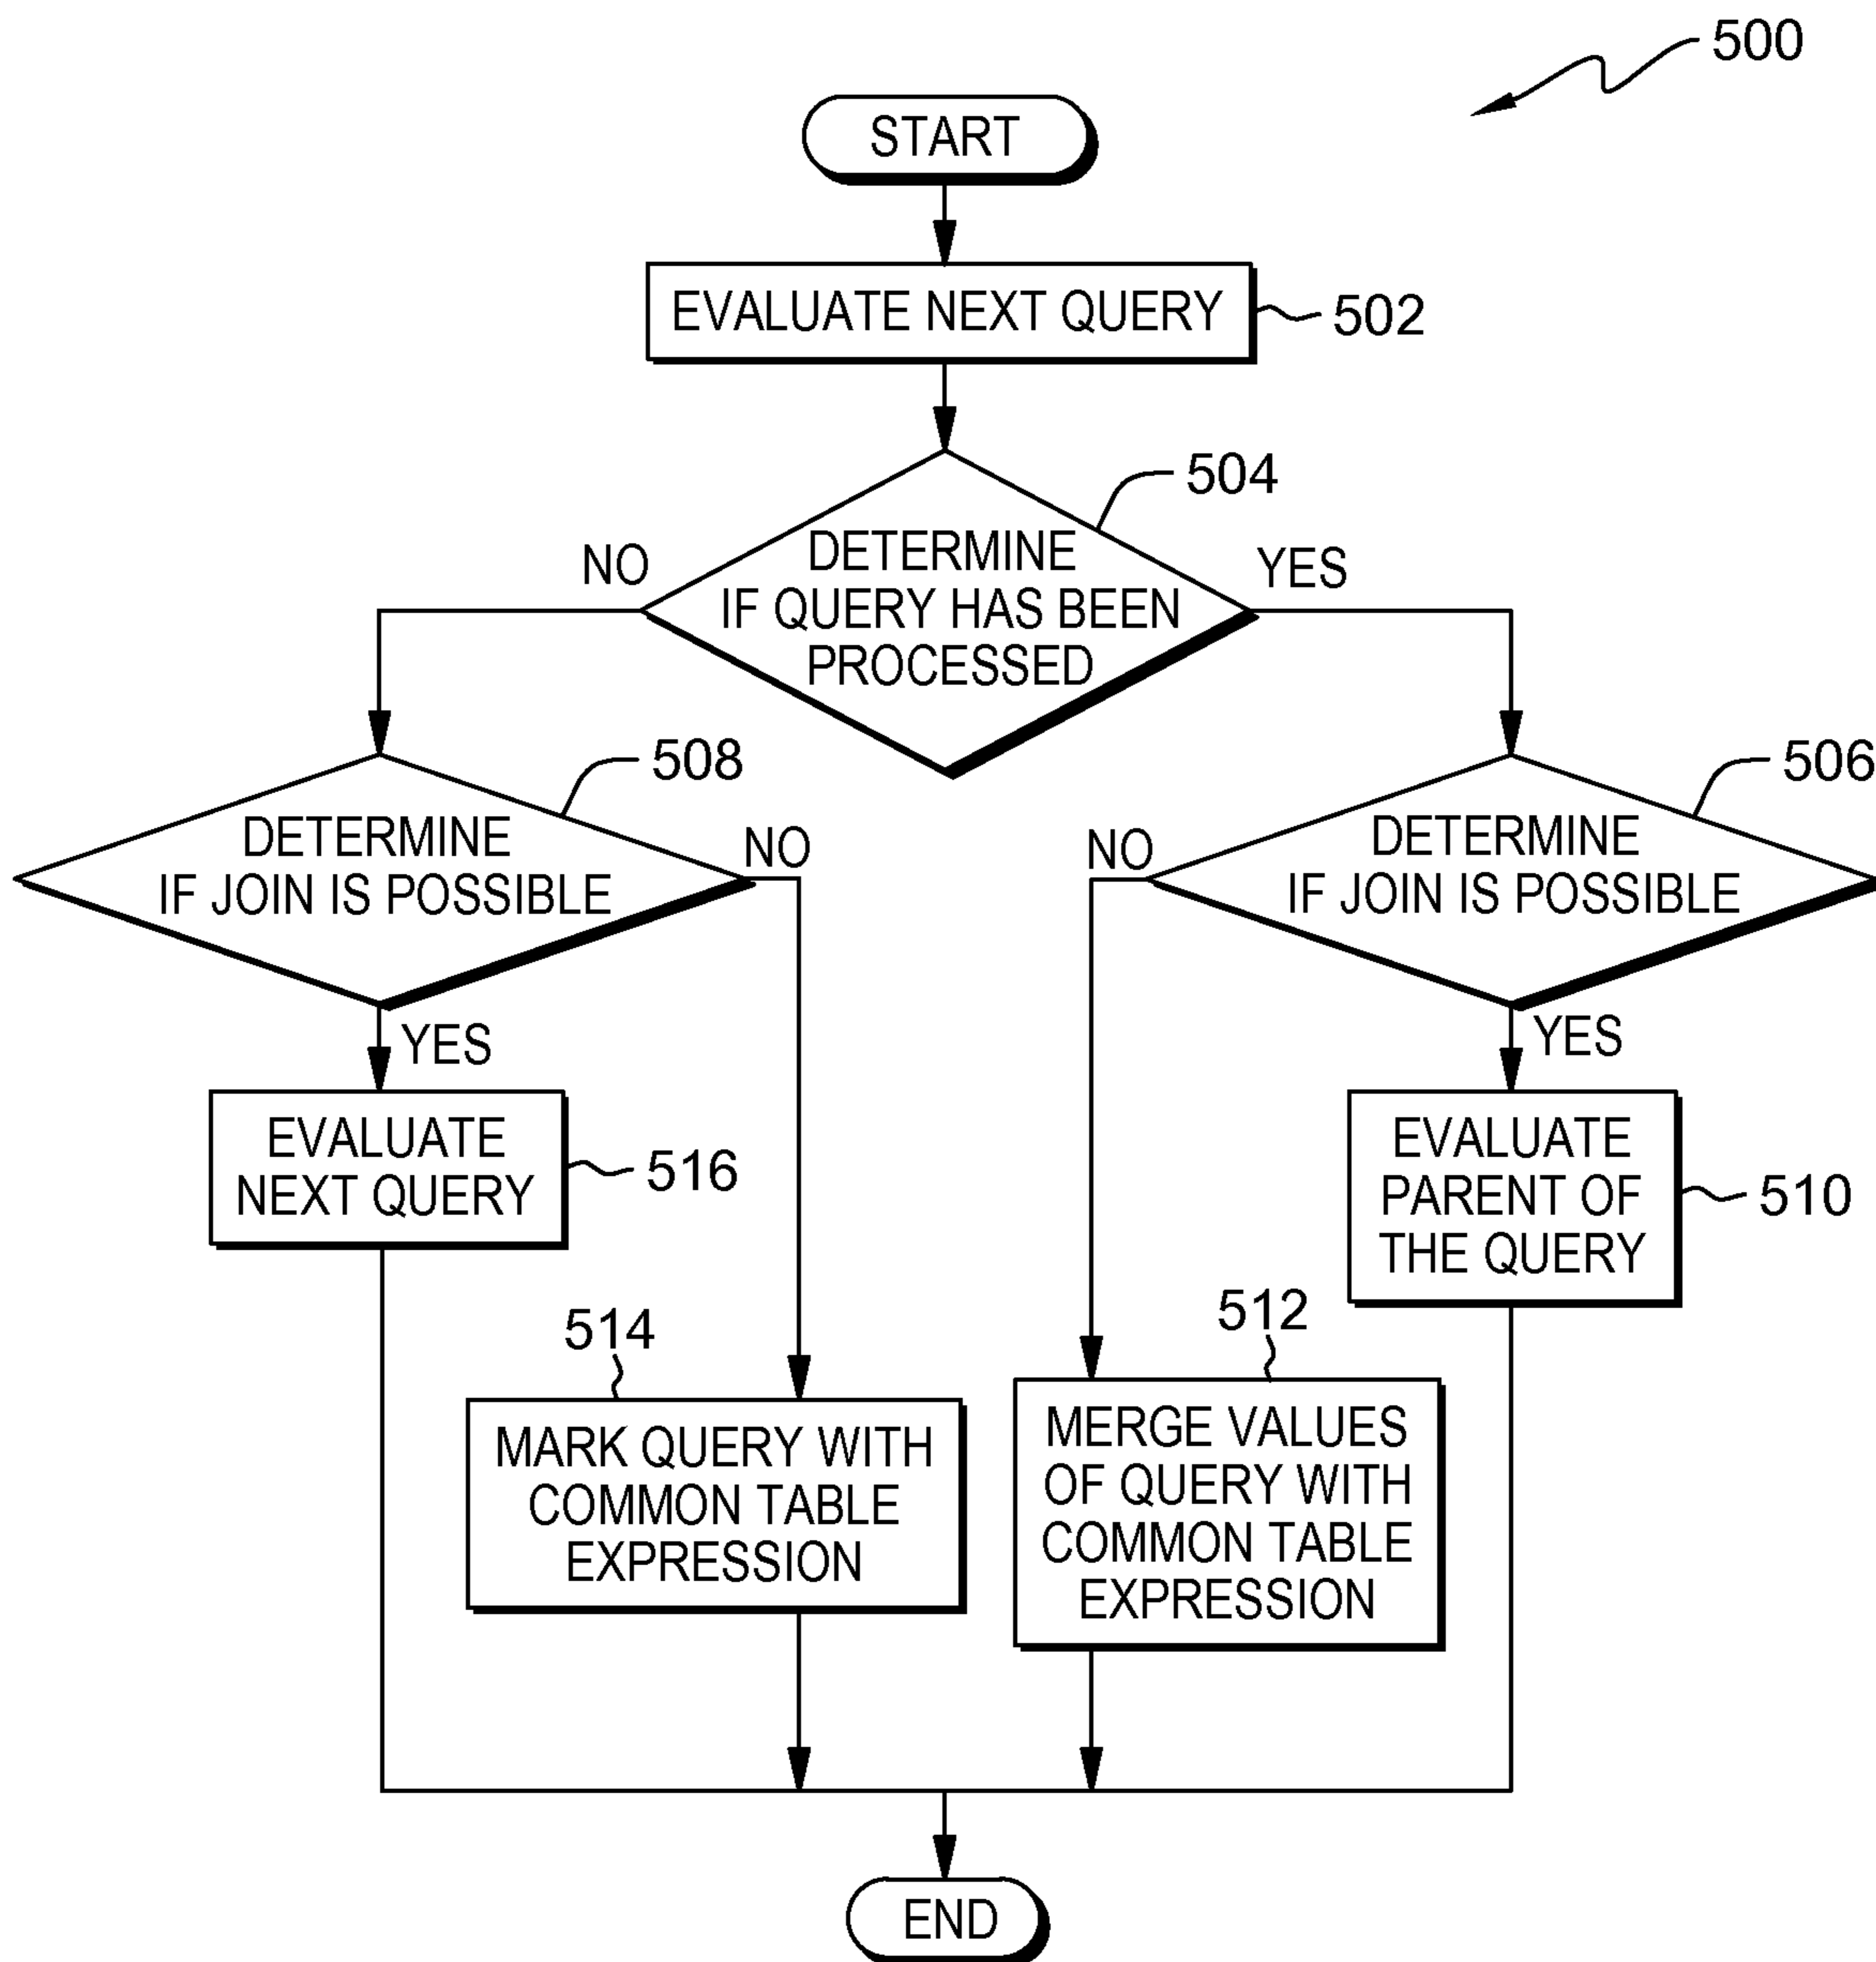 500
START
EVALUATE NEXT QUERY
502
504
DETERMINE
IF QUERY HAS BEEN
PROCESSED
NO
YES
508
DETERMINE
IF JOIN IS POSSIBLE
NO
YES
506
DETERMINE
IF JOIN IS POSSIBLE
NO
YES
EVALUATE
NEXT QUERY
516
EVALUATE
PARENT OF
THE QUERY
510
514
MARK QUERY WITH
COMMON TABLE
EXPRESSION
512
MERGE VALUES
OF QUERY WITH
COMMON TABLE
EXPRESSION
END